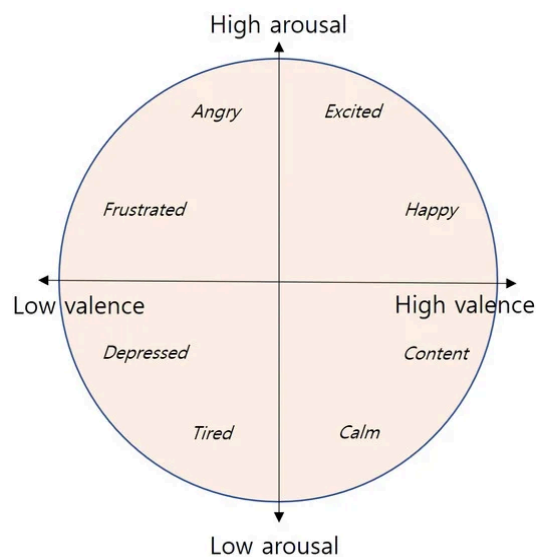 High arousal
Angry
Excited
Frustrated
Happy
Low valence
High valence
Depressed
Content
Tired
Calm
Low arousal